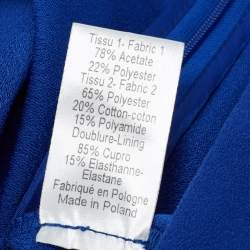 Tissu 1- Fabric 1
78% Acetate
22% Polyester
Tissu 2- Fabric 2
65% Polyester
20% Cotton-coton
15% Polyamide
Doublure-Lining
85% Cupro
15% Elasthanne-
Elastane
Fabriqué en Pologne
Made in Poland